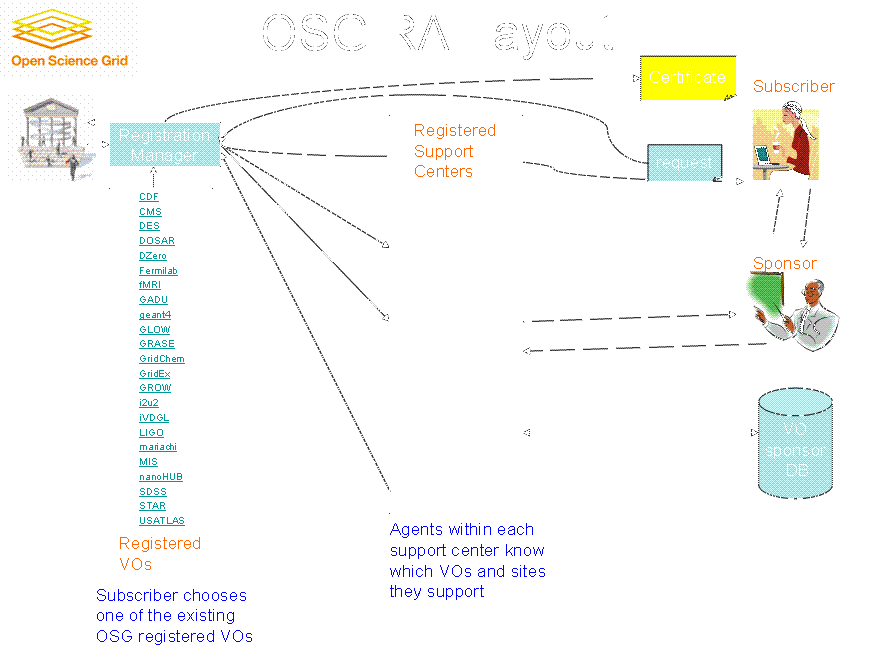 OSG RA Layout
Open Science Grid
Certificate
Subscriber
Registration
Manager
Registered
Support
Centers
request
CDF
CMS
DES
DOSAR
DZero
Fermilab
fMRI
GADU
geant4
GLOW
GRASE
GridChem
GridEx
GROW
i2u2
iVDGL
LIGO
mariachi
MIS
nanoHUB
SDSS
STAR
USATLAS
Sponsor
VO
sponsor
DB
Registered
VOs
Agents within each
support center know
which VOs and sites
they support
Subscriber chooses
one of the existing
OSG registered VOs